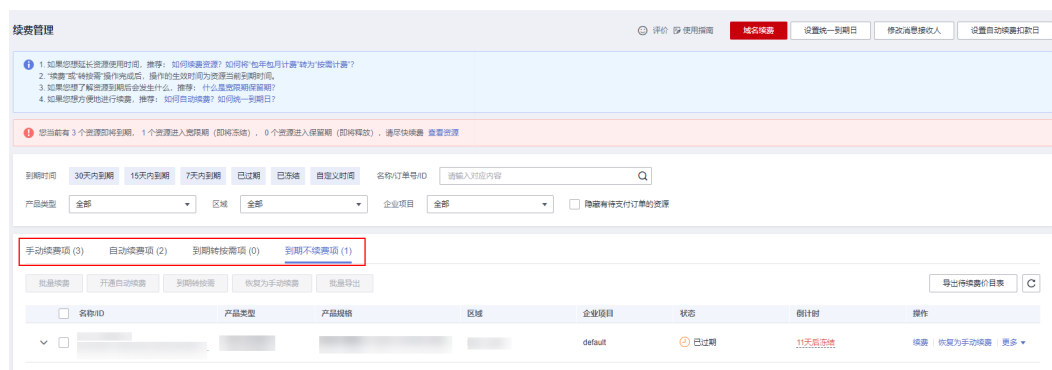 续费管理 评价 使用指南 域名续费 设置统一到期日 修改消息接收人 设置自动续费扣款日
1. 如果您想延长资源使用时间，推荐： 如何续费资源？如何将“包年包月计费”转为“按需计费”？
2. “续费”或“转按需”操作完成后，操作的生效时间为资源当前到期时间。
3. 如果您想了解资源到期后会发生什么，推荐： 什么是宽限期保留期？
4. 如果您想方便地进行续费，推荐： 如何自动续费？如何统一到期日？
您当前有 3 个资源即将到期， 1 个资源进入宽限期（即将冻结）， 0 个资源进入保留期（即将释放），请尽快续费 查看资源
到期时间 30天内到期 15天内到期 7天内到期 已过期 已冻结 自定义时间 名称/订单号/ID 请输入对应内容
产品类型 全部 区域 全部 企业项目 全部 隐藏有待支付订单的资源
手动续费项 (3) 自动续费项 (2) 到期转按需项 (0) 到期不续费项 (1)
批量续费 开通自动续费 到期转按需 恢复为手动续费 批量导出 导出待续费价目表
名称/ID 产品类型 产品规格 区域 企业项目 状态 倒计时 操作
default 已过期 11天后冻结 续费 恢复为手动续费 更多